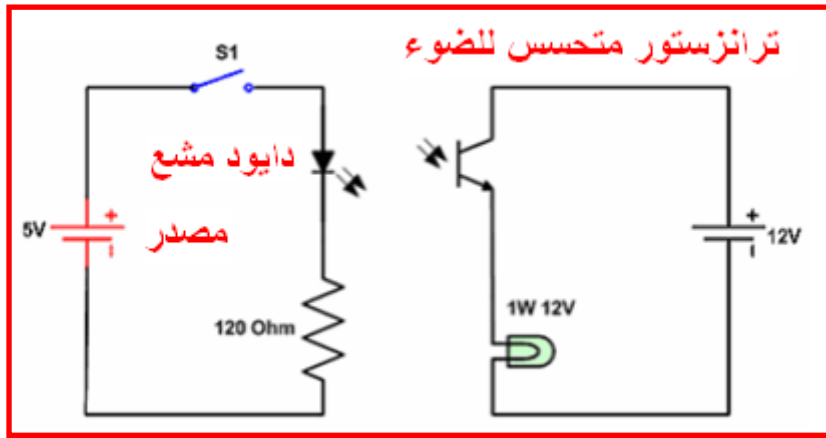 ترانزستور متحسس للضوء
S1
دايود مشع
مصدر
5V
+
12V
+
120 Ohm
1W 12V